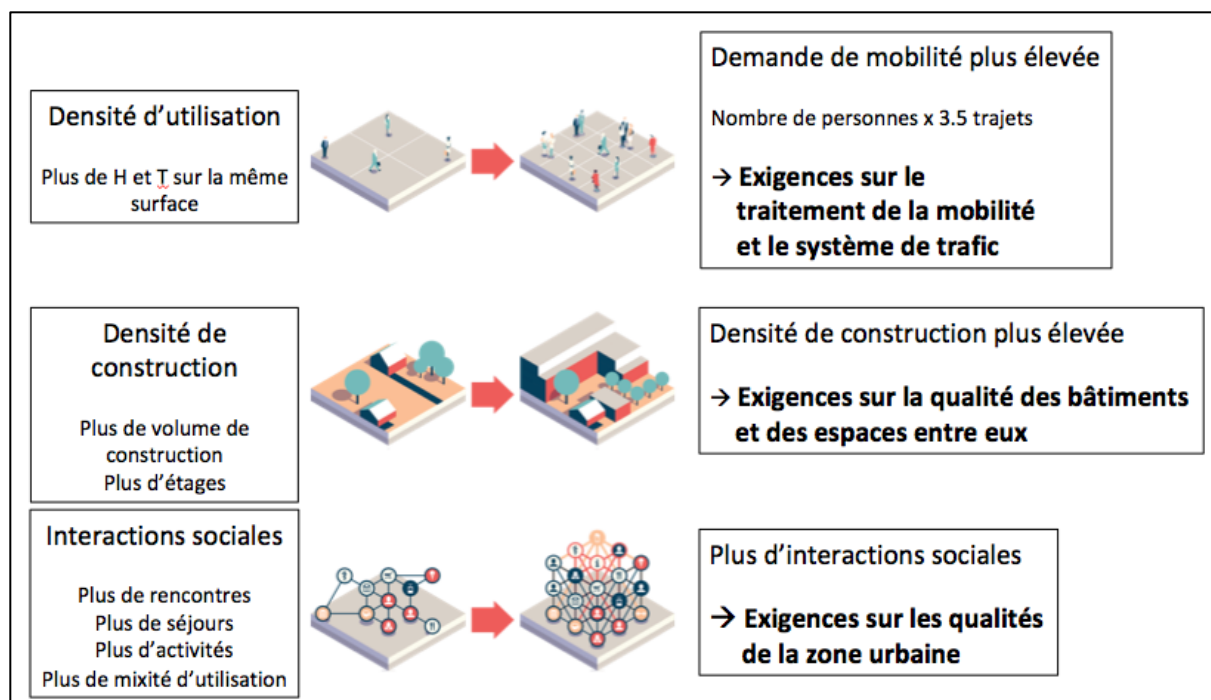 Densité d’utilisation
Plus de H et T sur la même
surface
Demande de mobilité plus élevée
Nombre de personnes x 3.5 trajets
→ Exigences sur le
traitement de la mobilité
et le système de trafic
Densité de
construction
Plus de volume de
construction
Plus d’étages
Densité de construction plus élevée
→ Exigences sur la qualité des bâtiments
et des espaces entre eux
Interactions sociales
Plus de rencontres
Plus de séjours
Plus d’activités
Plus de mixité d’utilisation
Plus d’interactions sociales
→ Exigences sur les qualités
de la zone urbaine